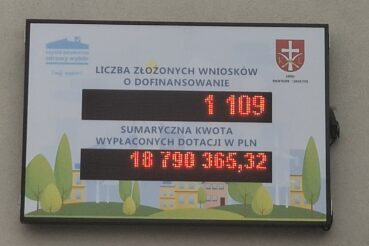 LICZBA ZŁOŻONYCH WNIOSKÓW
O DOFINANSOWANIE
1 109
SUMARYCZNA KWOTA
WYPŁACONYCH DOTACJI W PLN
18 790 365,32